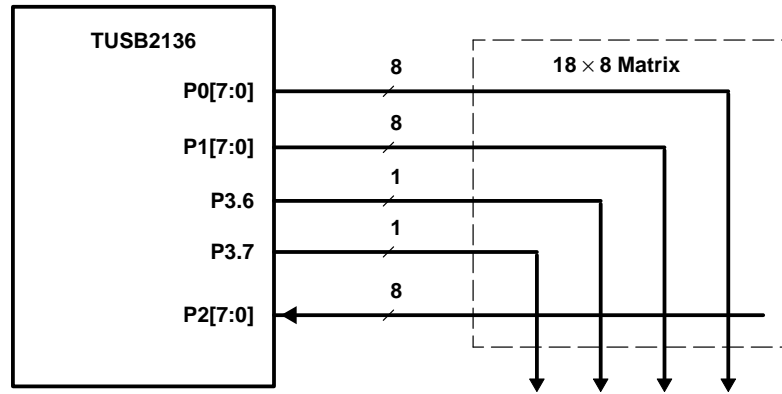 TUSB2136
8
18 × 8 Matrix
P0[7:0]
8
P1[7:0]
1
P3.6
1
P3.7
8
P2[7:0]